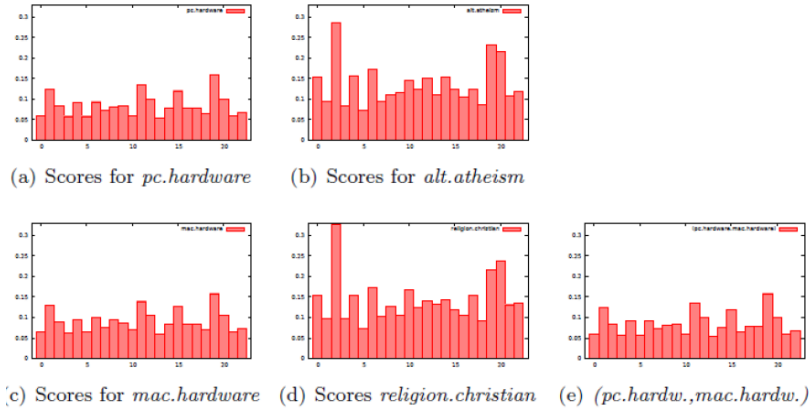 pc.hardware
0.3
0.25
0.2
0.15
0.1
0.05
0
0 5 10 15 20
(a) Scores for pc.hardware
alt.atheism
0.3
0.25
0.2
0.15
0.1
0.05
0
0 5 10 15 20
(b) Scores for alt.atheism
mac.hardware
0.3
0.25
0.2
0.15
0.1
0.05
0
0 5 10 15 20
c) Scores for mac.hardware
religion.christian
0.3
0.25
0.2
0.15
0.1
0.05
0
0 5 10 15 20
(d) Scores religion.christian
(pc.hardware,mac.hardware)
0.3
0.25
0.2
0.15
0.1
0.05
0
0 5 10 15 20
(e) (pc.hardw.,mac.hardw.)